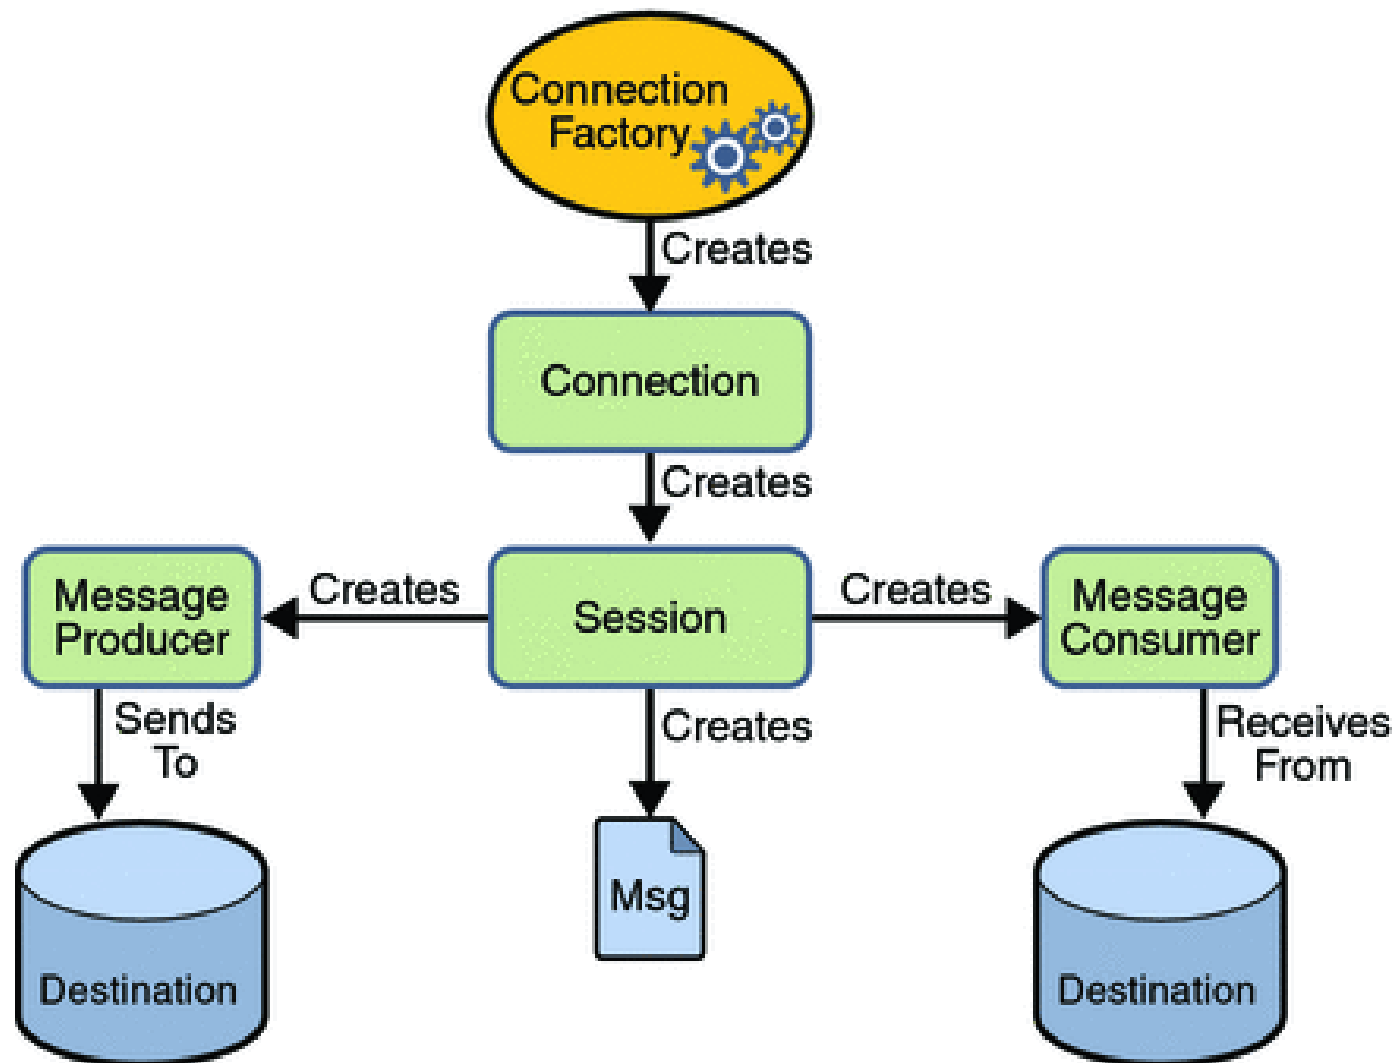 Connection
Factory
Creates
Connection
Creates
Message
Producer
Creates
Session
Creates
Message
Consumer
Sends
To
Creates
Receives
From
Destination
Msg
Destination